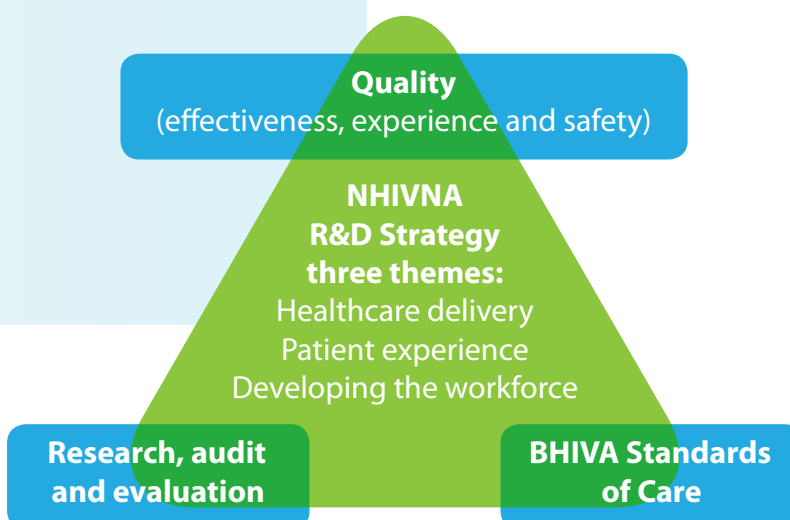 Quality
(effectiveness, experience and safety)
NHIVNA
R&D Strategy
three themes:
Healthcare delivery
Patient experience
Developing the workforce
Research, audit
and evaluation
BHIVA Standards
of Care